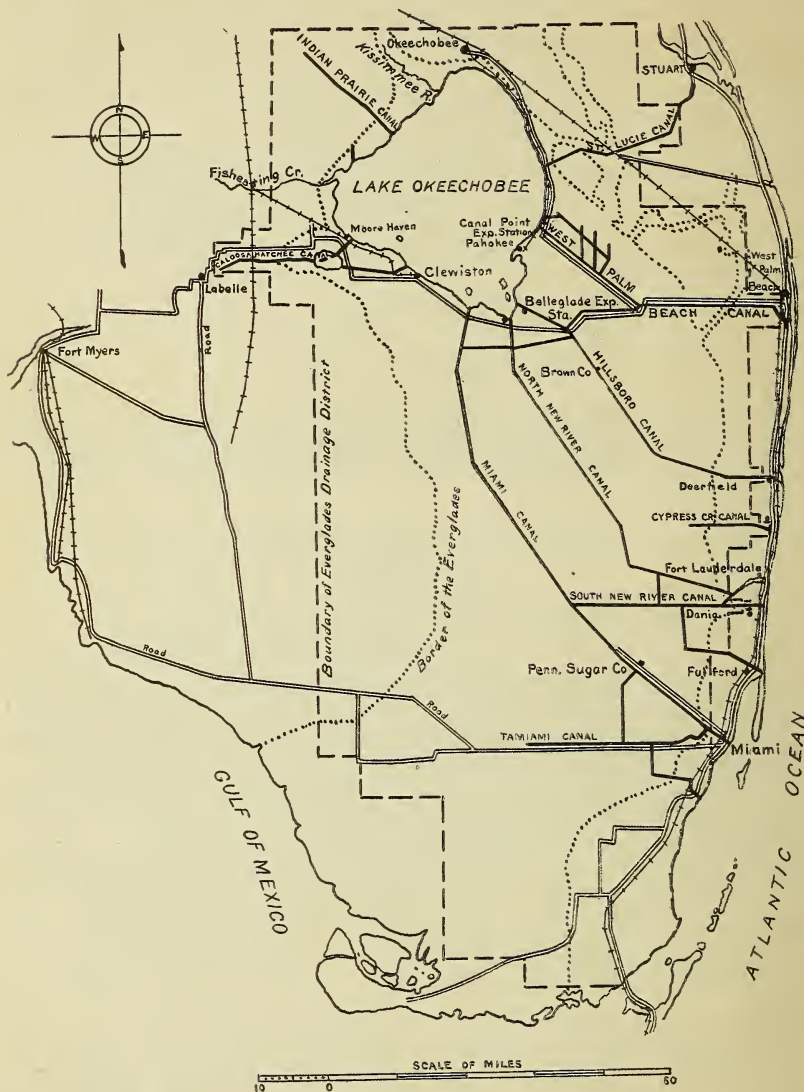 Okeechobee
INDIAN PRAIRIE CANAL
Kissimmee R.
STUART
N
W E
S
ST. LUCIE CANAL
Fisheating Cr.
LAKE OKEECHOBEE
Moore Haven
Canal Point
Exp. Station
Pahokee
WEST PALM
CALOOSAHATCHEE CANAL
Clewiston
West
Palm
Beach
Labelle
Belleglade Exp.
Sta.
BEACH CANAL
Road
Fort Myers
Brown Co
HILLSBORO CANAL
NORTH NEW RIVER CANAL
Boundary of Everglades Drainage District
Border of the Everglades
MIAMI CANAL
Deerfield
CYPRESS CR. CANAL
Fort Lauderdale
SOUTH NEW RIVER CANAL
Dania
Road
Penn. Sugar Co
Fulford
Road
TAMIAMI CANAL
Miami
GULF OF MEXICO
ATLANTIC OCEAN
SCALE OF MILES
10 0 50